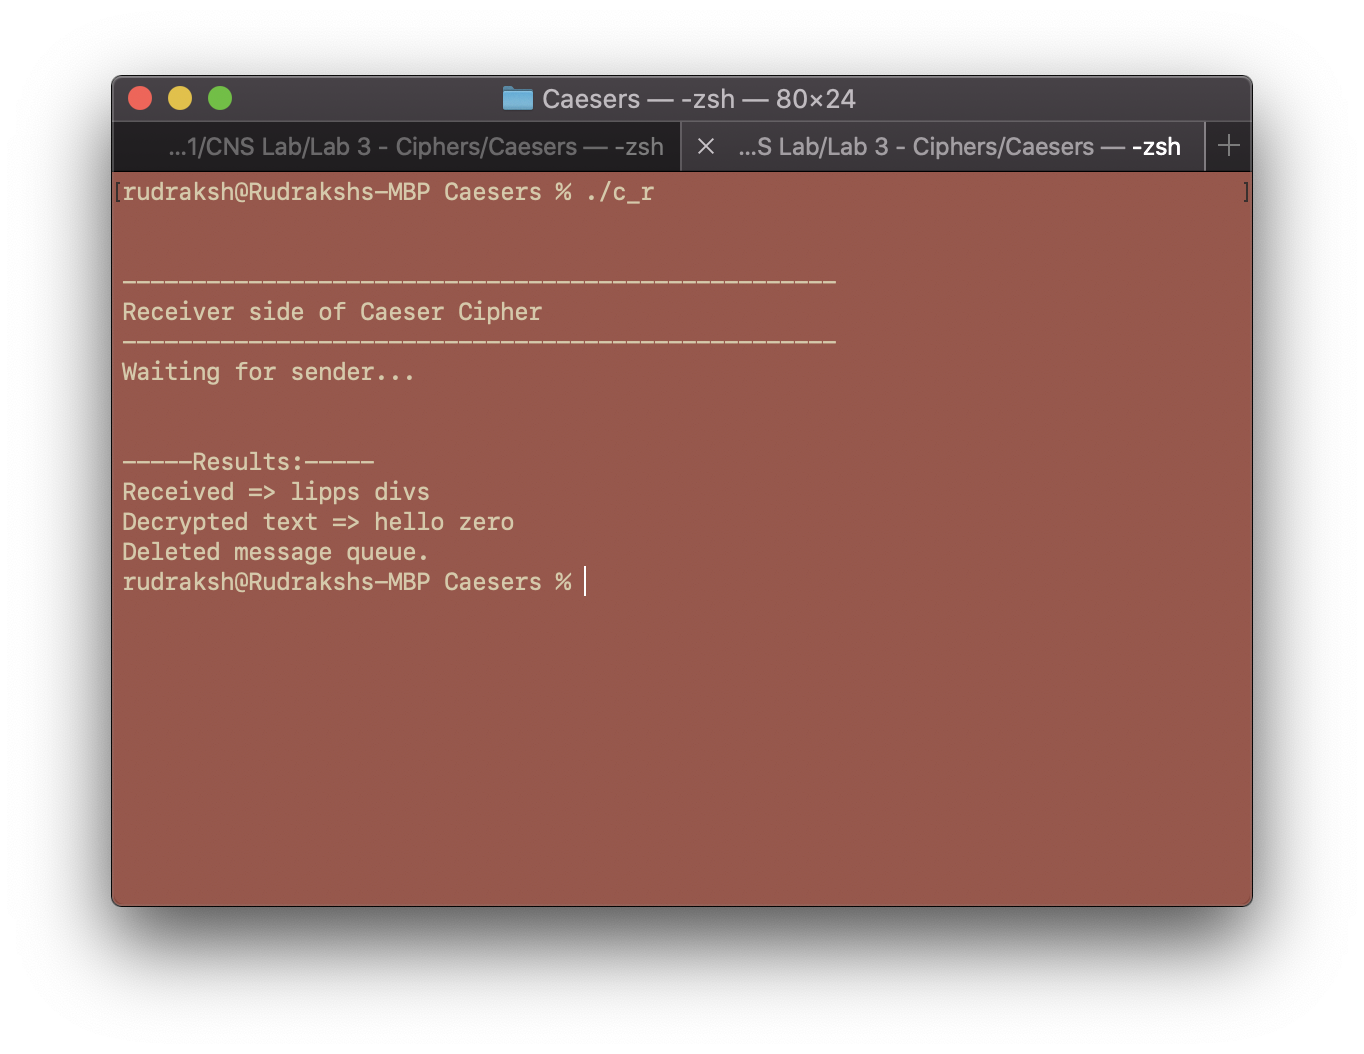 Caesers — -zsh — 80×24
...1/CNS Lab/Lab 3 - Ciphers/Caesers — -zsh
...S Lab/Lab 3 - Ciphers/Caesers — -zsh
[rudraksh@Rudrakshs-MBP Caesers % ./c_r ]
---------------------------------------------------
Receiver side of Caeser Cipher
---------------------------------------------------
Waiting for sender...
-----Results:-----
Received => lipps divs
Decrypted text => hello zero
Deleted message queue.
rudraksh@Rudrakshs-MBP Caesers %